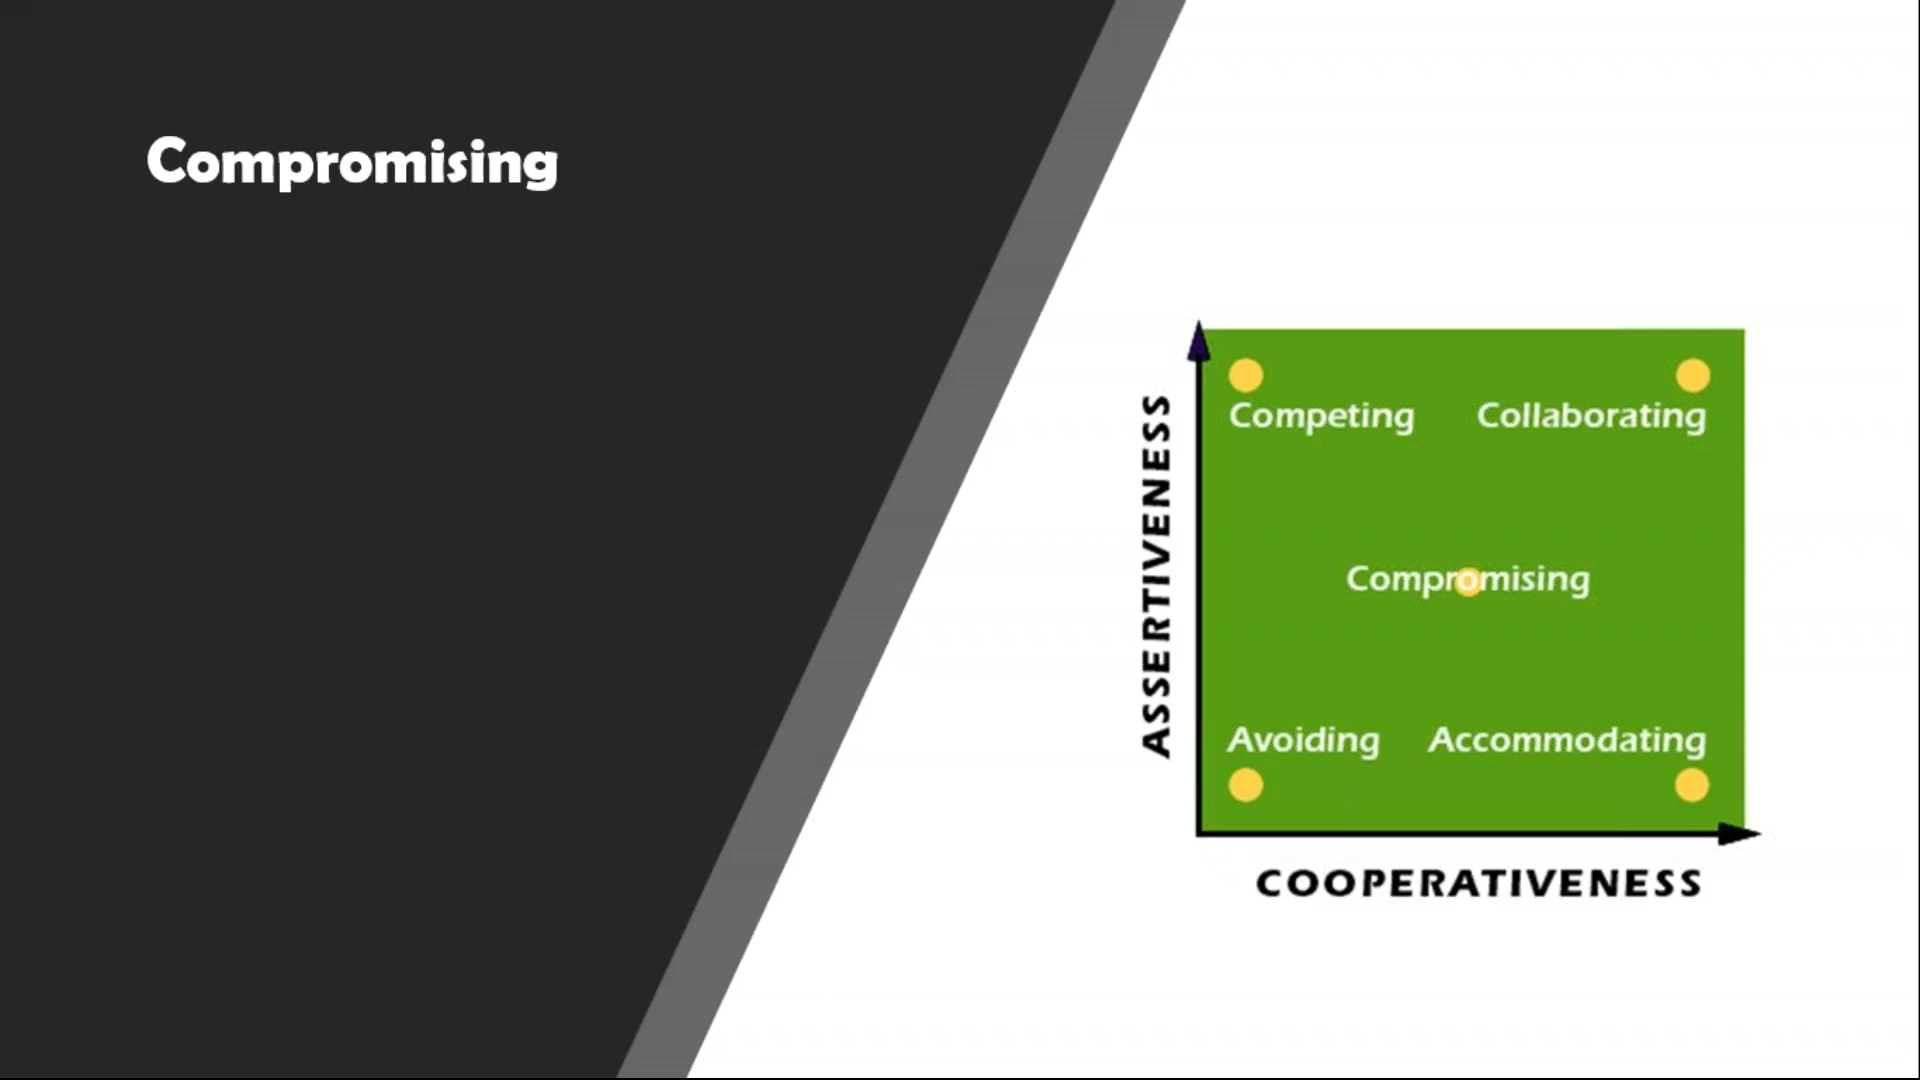 Compromising
ASSERTIVENESS
Competing
Collaborating
Compromising
Avoiding
Accommodating
COOPERATIVENESS